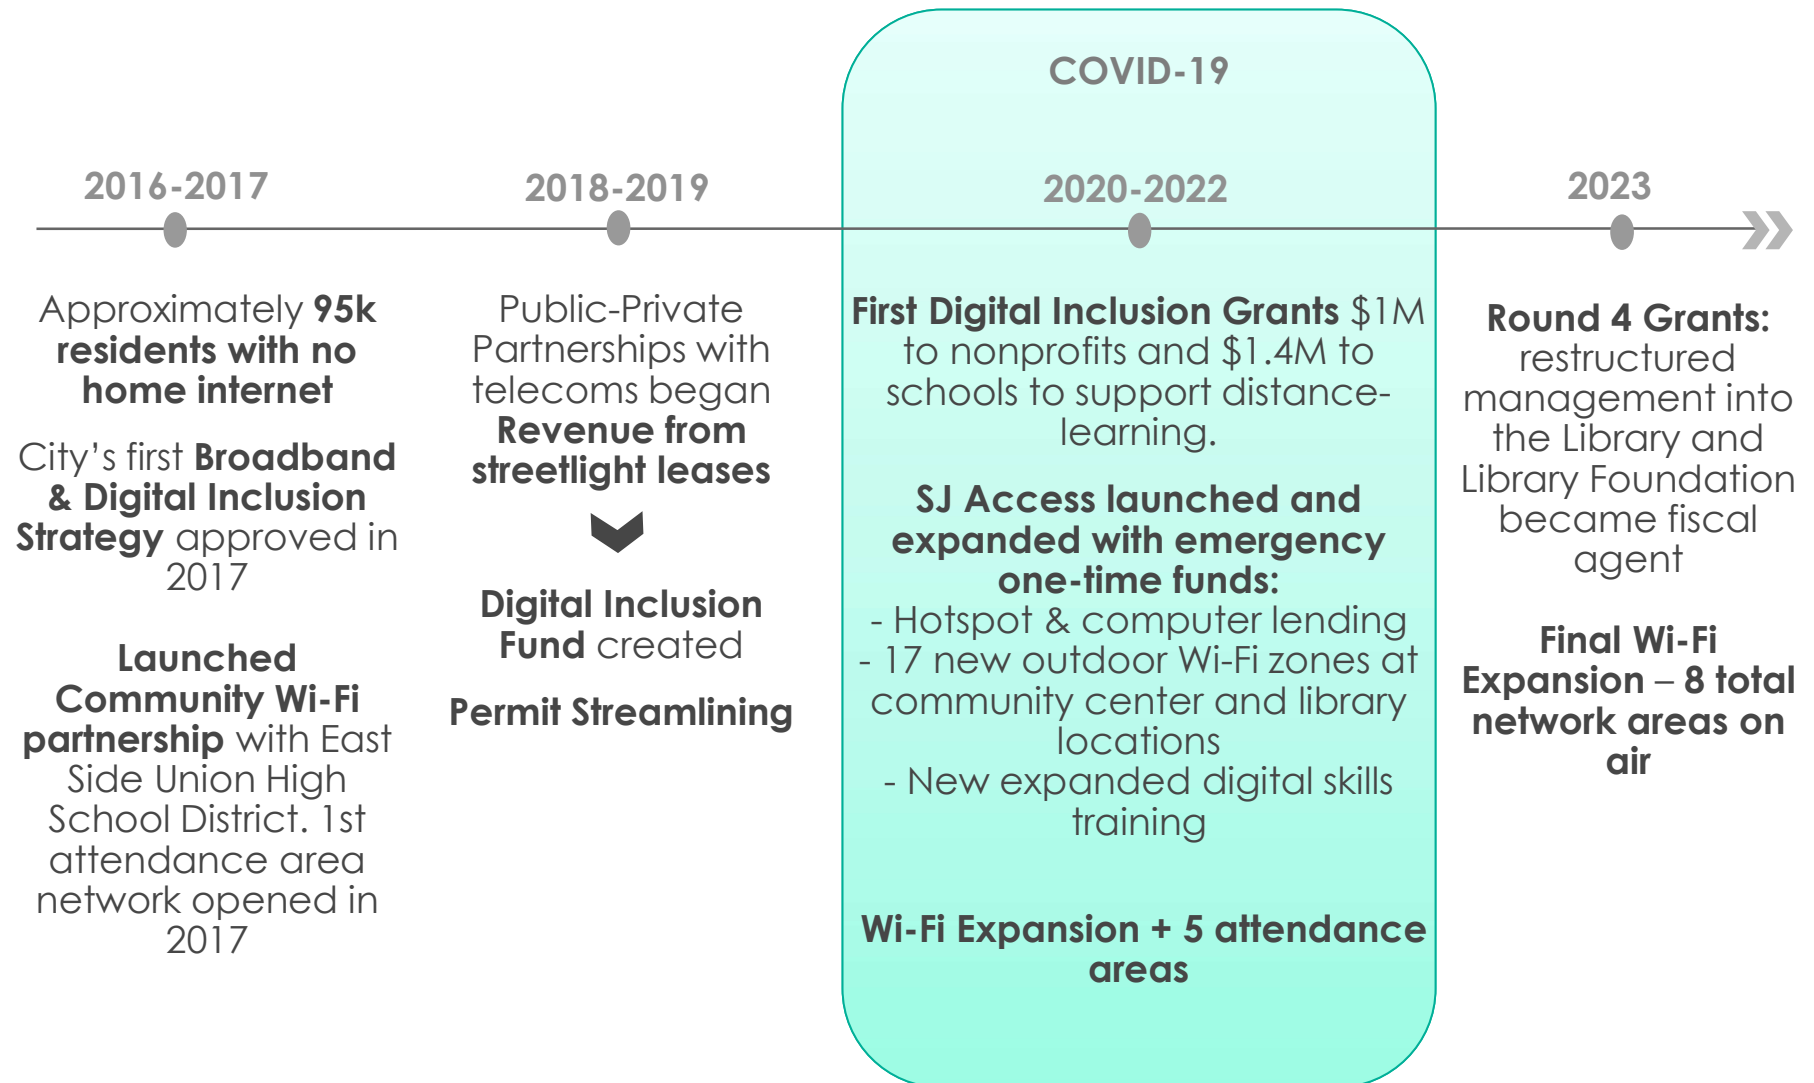 COVID-19
2016-2017
2018-2019
2020-2022
2023
Approximately 95k
residents with no
home internet
City’s first Broadband
& Digital Inclusion
Strategy approved in
2017
Launched
Community Wi-Fi
partnership with East
Side Union High
School District. 1st
attendance area
network opened in
2017
Public-Private
Partnerships with
telecoms began
Revenue from
streetlight leases
Digital Inclusion
Fund created
Permit Streamlining
First Digital Inclusion Grants $1M
to nonprofits and $1.4M to
schools to support distance-
learning.
SJ Access launched and
expanded with emergency
one-time funds:
- Hotspot & computer lending
- 17 new outdoor Wi-Fi zones at
community center and library
locations
- New expanded digital skills
training
Wi-Fi Expansion + 5 attendance
areas
Round 4 Grants:
restructured
management into
the Library and
Library Foundation
became fiscal
agent
Final Wi-Fi
Expansion – 8 total
network areas on
air